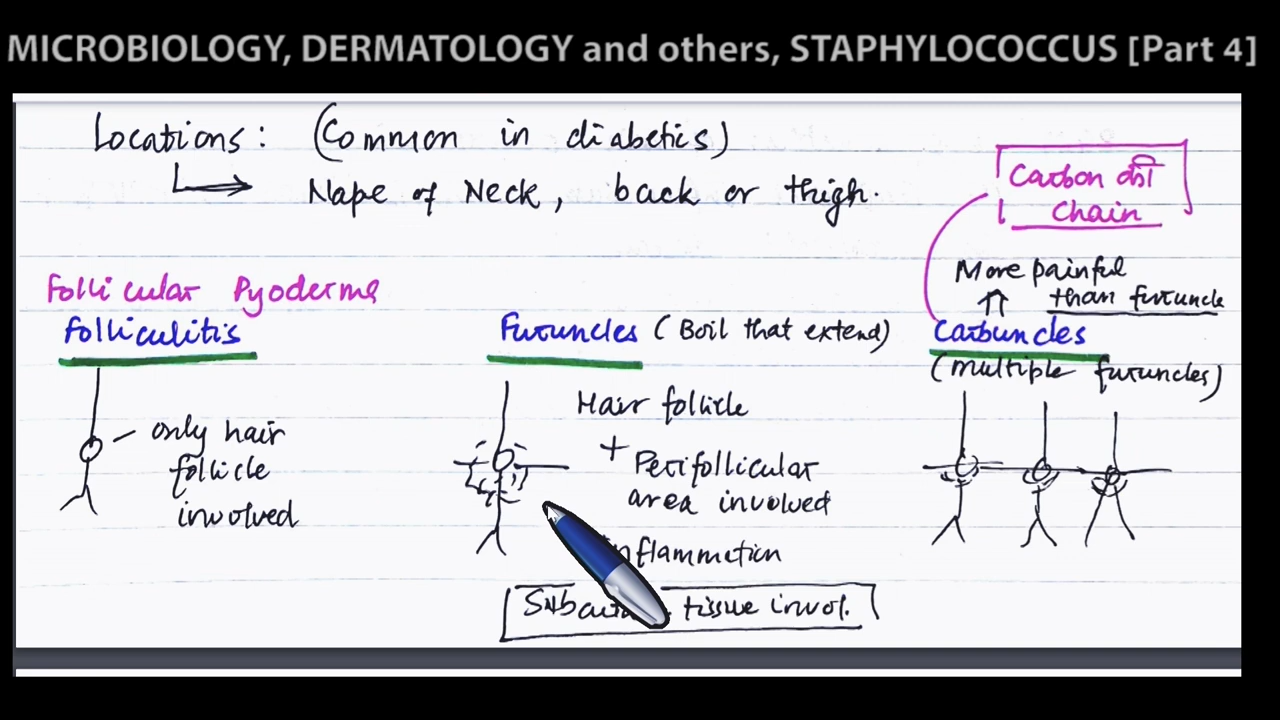 MICROBIOLOGY, DERMATOLOGY and others, STAPHYLOCOCCUS [Part 4]
Locations: (Common in diabetics)
Nape of Neck, back or thigh.
Carbon की
Chain
Follicular Pyoderma
More painful
than furuncle
Folliculitis
Furuncles (Boil that extend)
Carbuncles
(multiple furuncles)
only hair
follicle
involved
Hair follicle
+ Perifollicular
area involved
inflammation
tissue invol.